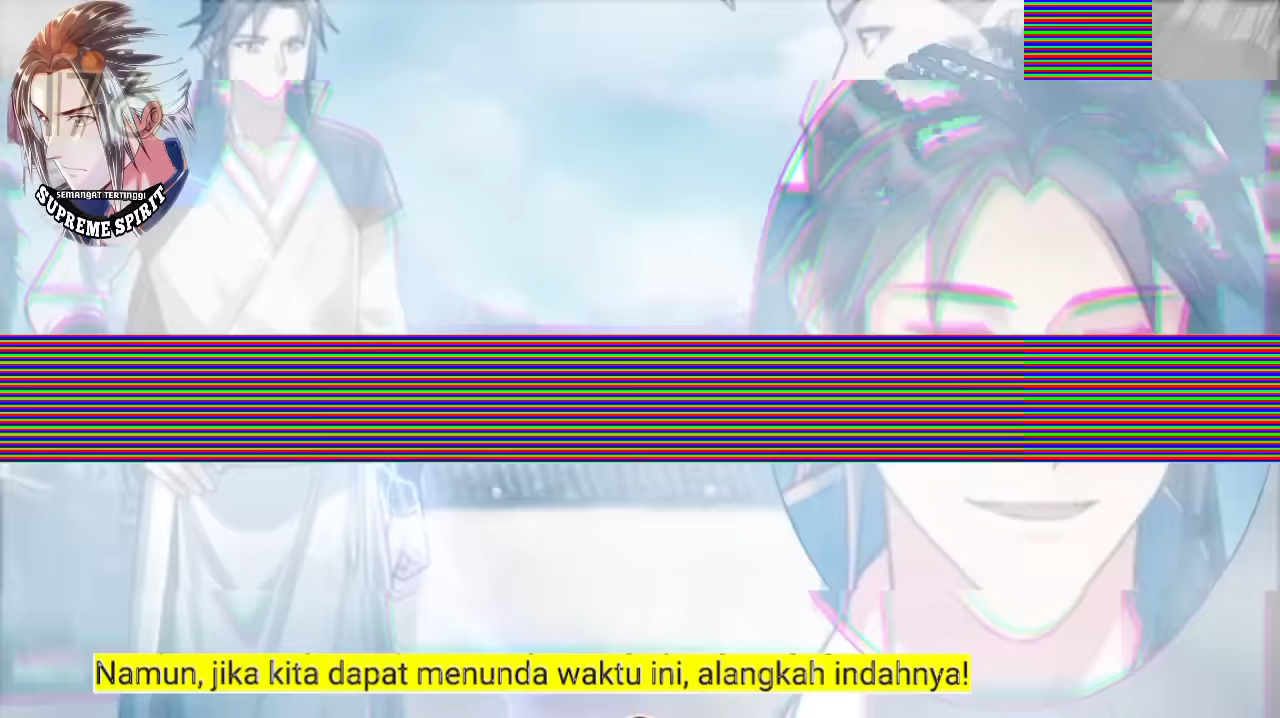 SEMANGAT TERTINGGI
SUPREME SPIRIT
Namun, jika kita dapat menunda waktu ini, alangkah indahnya!